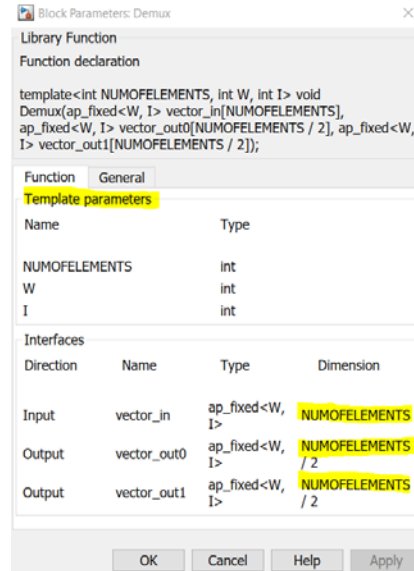 Block Parameters: Demux
Library Function
Function declaration
template<int NUMOFELEMENTS, int W, int I> void
Demux(ap_fixed<W, I> vector_in[NUMOFELEMENTS],
ap_fixed<W, I> vector_out0[NUMOFELEMENTS / 2], ap_fixed<W,
I> vector_out1[NUMOFELEMENTS / 2]);
Function General
Template parameters
Name Type
NUMOFELEMENTS int
W int
I int
Interfaces
Direction Name Type Dimension
Input vector_in ap_fixed<W, I> NUMOFELEMENTS
Output vector_out0 ap_fixed<W, I> NUMOFELEMENTS / 2
Output vector_out1 ap_fixed<W, I> NUMOFELEMENTS / 2
OK Cancel Help Apply